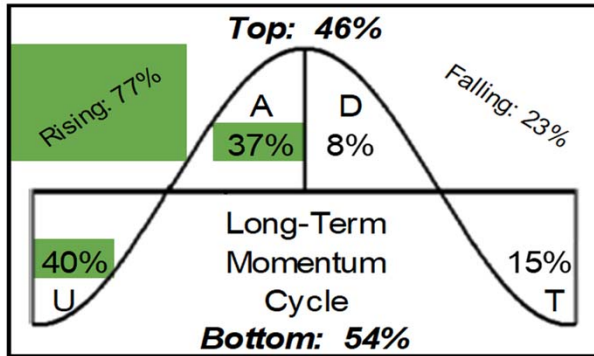 Top: 46%
Rising: 77%
Falling: 23%
A
D
37%
8%
Long-Term
40%
Momentum
15%
U
Cycle
T
Bottom: 54%